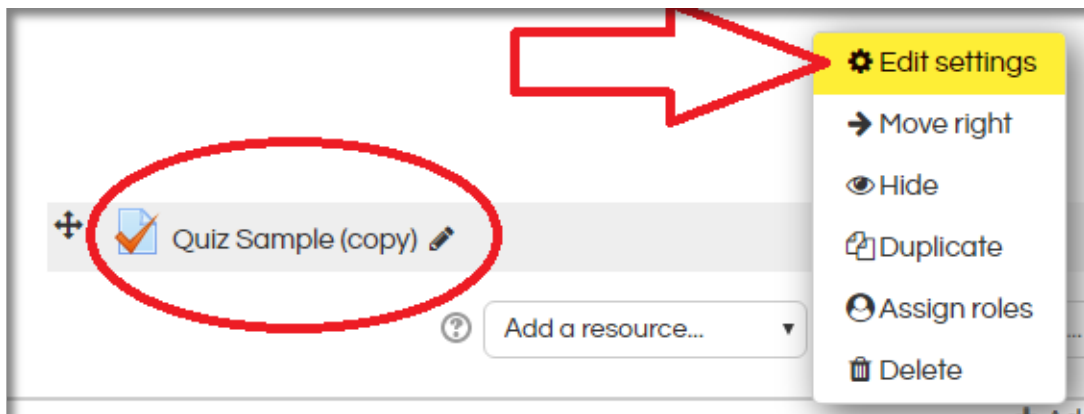 Edit settings
Move right
Hide
Quiz Sample (copy)
Duplicate
Assign roles
Add a resource...
Delete